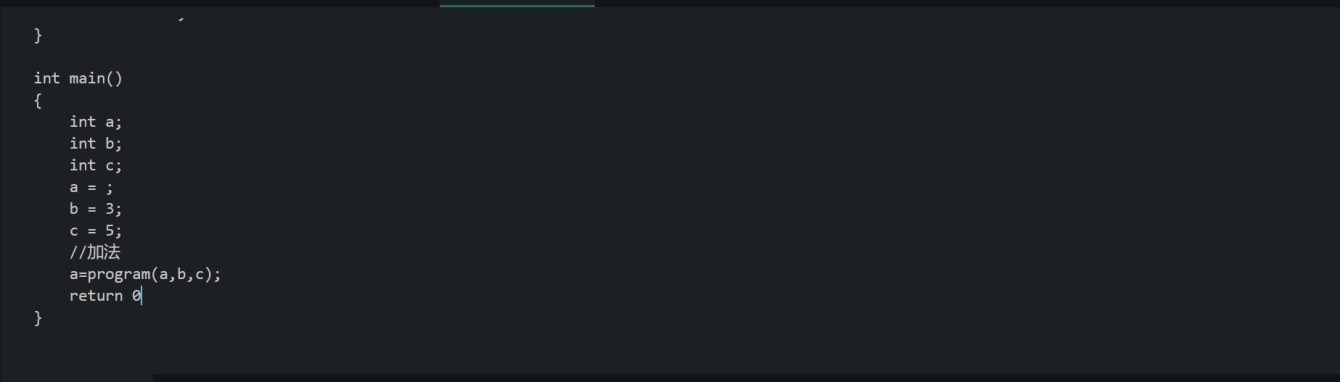 }
int main()
{
int a;
int b;
int c;
a = ;
b = 3;
c = 5;
//加法
a=program(a,b,c);
return 0
}